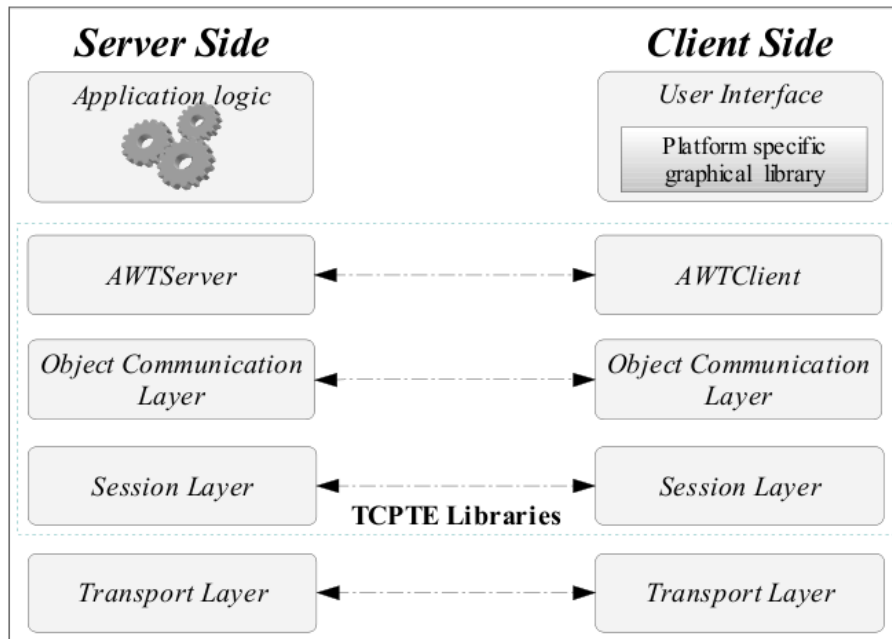 Server Side
Client Side
Application logic
User Interface
Platform specific
graphical library
AWTServer
AWTClient
Object Communication
Layer
Object Communication
Layer
Session Layer
Session Layer
TCPTE Libraries
Transport Layer
Transport Layer